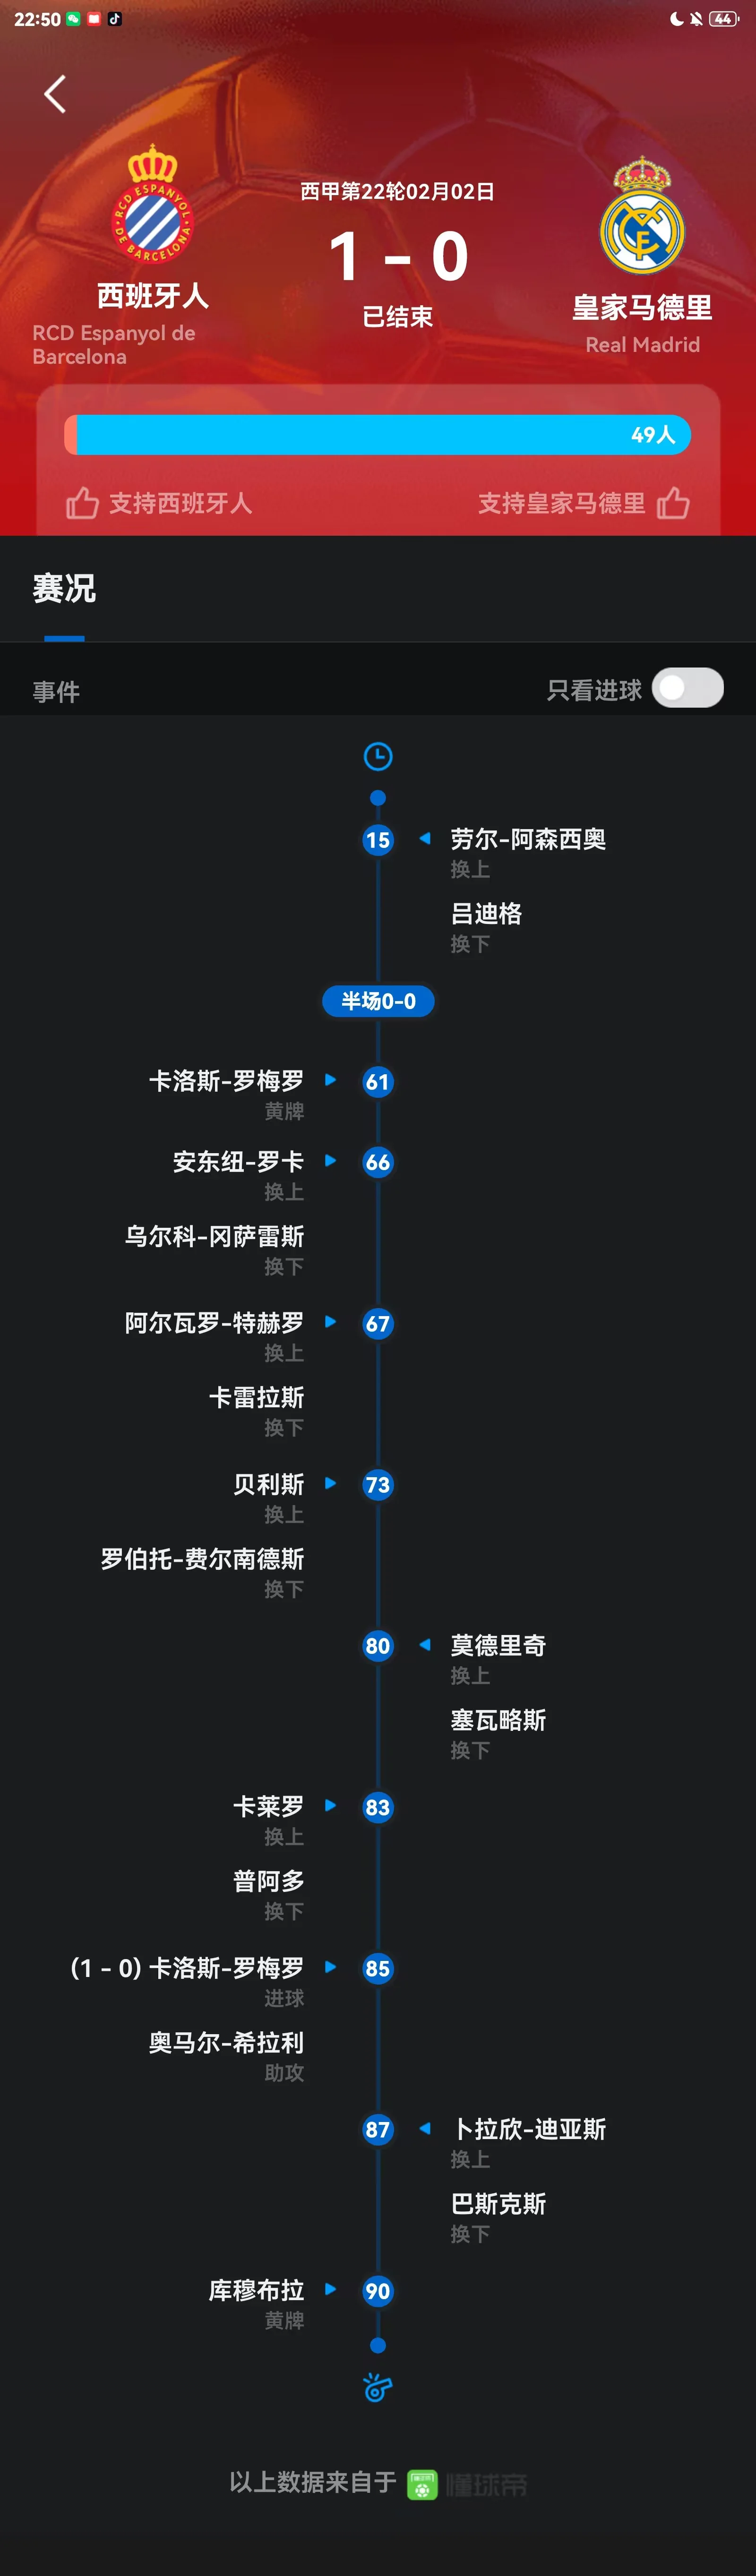 22:50
44
西甲第22轮02月02日
1 - 0
已结束
RCD ESPANYOL
DE BARCELONA
西班牙人
RCD Espanyol de
Barcelona
皇家马德里
Real Madrid
49人
支持西班牙人
支持皇家马德里
赛况
事件
只看进球
15
劳尔-阿森西奥
换上
吕迪格
换下
半场0-0
卡洛斯-罗梅罗
61
黄牌
安东纽-罗卡
66
换上
乌尔科-冈萨雷斯
换下
阿尔瓦罗-特赫罗
67
换上
卡雷拉斯
换下
贝利斯
73
换上
罗伯托-费尔南德斯
换下
80
莫德里奇
换上
塞瓦略斯
换下
卡莱罗
83
换上
普阿多
换下
(1 - 0) 卡洛斯-罗梅罗
85
进球
奥马尔-希拉利
助攻
87
卜拉欣-迪亚斯
换上
巴斯克斯
换下
库穆布拉
90
黄牌
以上数据来自于 懂球帝